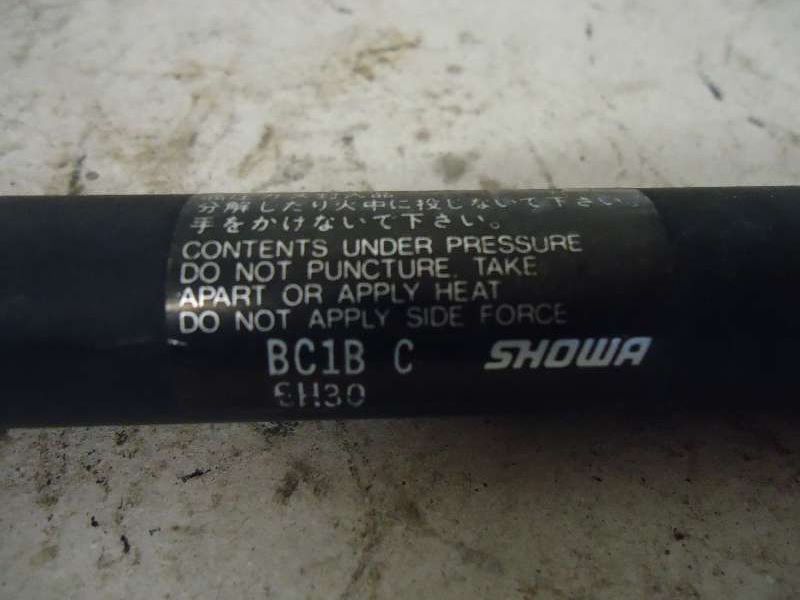 分解したり火中に投じないで下さい。
手をかけないで下さい。
CONTENTS UNDER PRESSURE
DO NOT PUNCTURE. TAKE
APART OR APPLY HEAT
DO NOT APPLY SIDE FORCE
BC1B C SHOWA